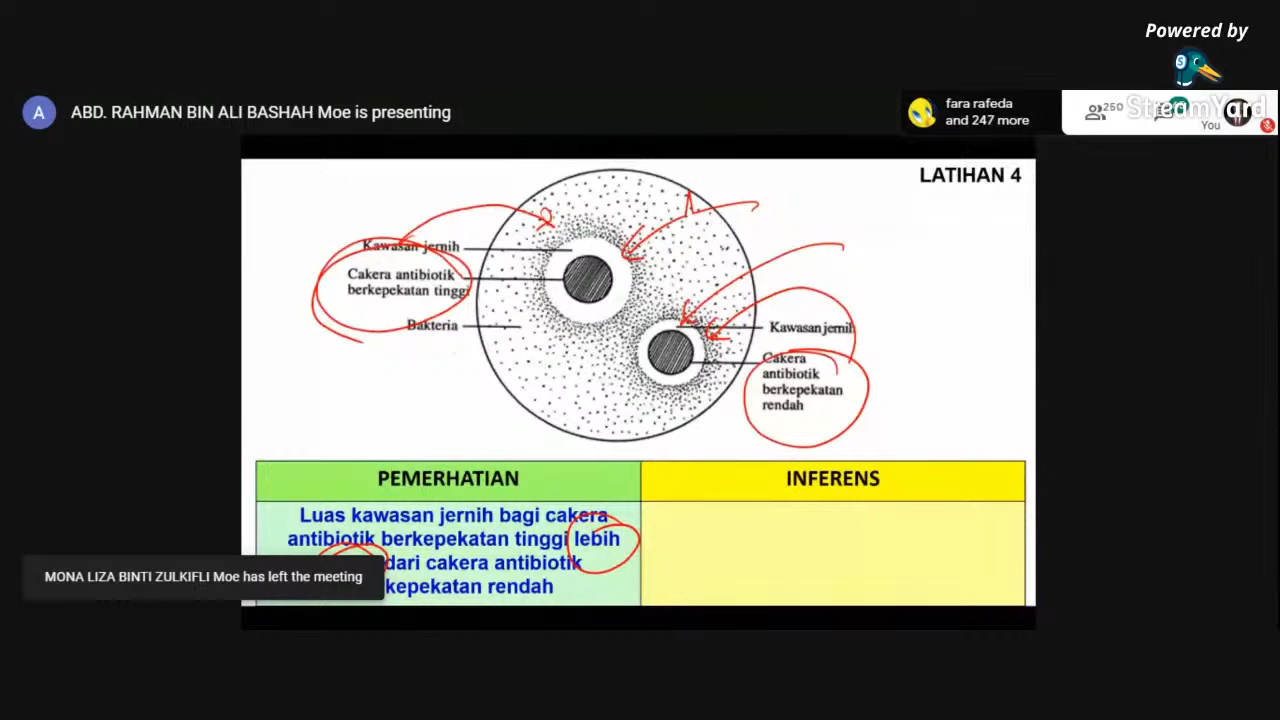 Powered by
StreamYard
A
ABD. RAHMAN BIN ALI BASHAH Moe is presenting
fara rafeda
and 247 more
250
You
LATIHAN 4
Kawasan jernih
Cakera antibiotik
berkepekatan tinggi
Bakteria
Kawasan jernih
Cakera
antibiotik
berkepekatan
rendah
PEMERHATIAN
INFERENS
Luas kawasan jernih bagi cakera
antibiotik berkepekatan tinggi lebih
dari cakera antibiotik
kepekatan rendah
MONA LIZA BINTI ZULKIFLI Moe has left the meeting